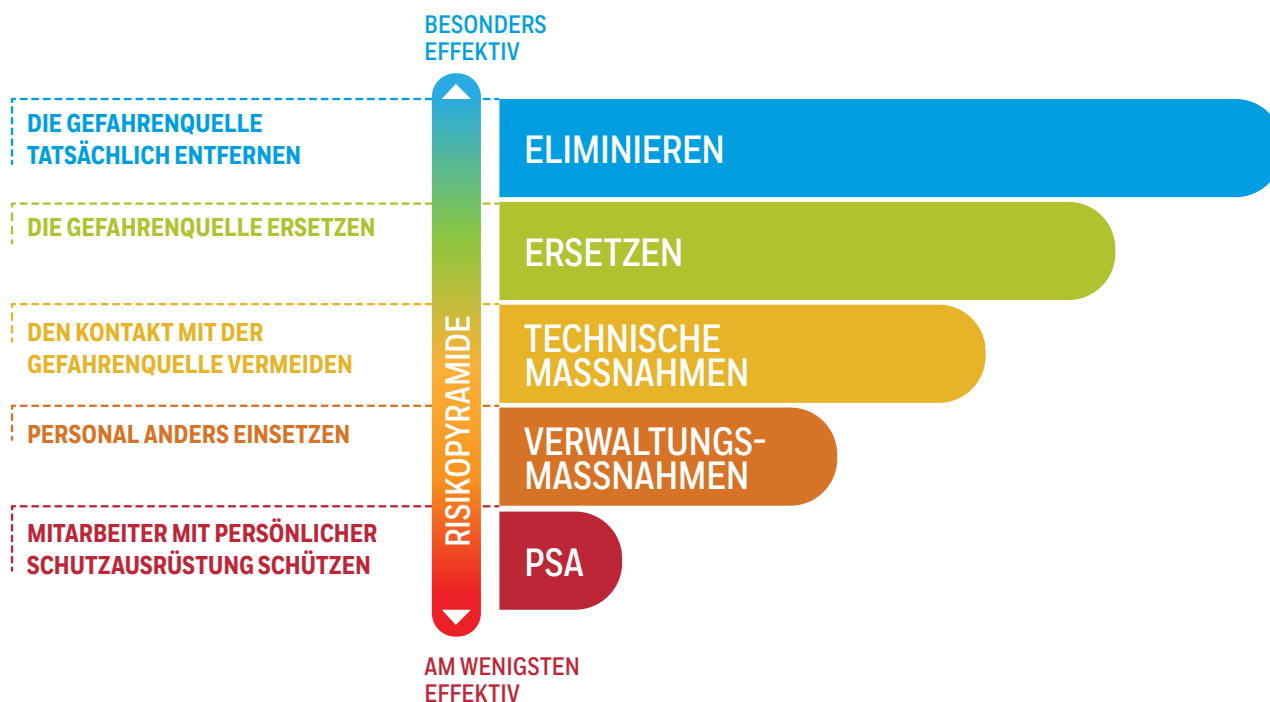 BESONDERS
EFFEKTIV
DIE GEFAHRENQUELLE
TATSÄCHLICH ENTFERNEN
ELIMINIEREN
DIE GEFAHRENQUELLE ERSETZEN
ERSETZEN
DEN KONTAKT MIT DER
GEFAHRENQUELLE VERMEIDEN
TECHNISCHE
MASSNAHMEN
PERSONAL ANDERS EINSETZEN
VERWALTUNGS-
MASSNAHMEN
MITARBEITER MIT PERSÖNLICHER
SCHUTZAUSRÜSTUNG SCHÜTZEN
PSA
RISIKOPYRAMIDE
AM WENIGSTEN
EFFEKTIV